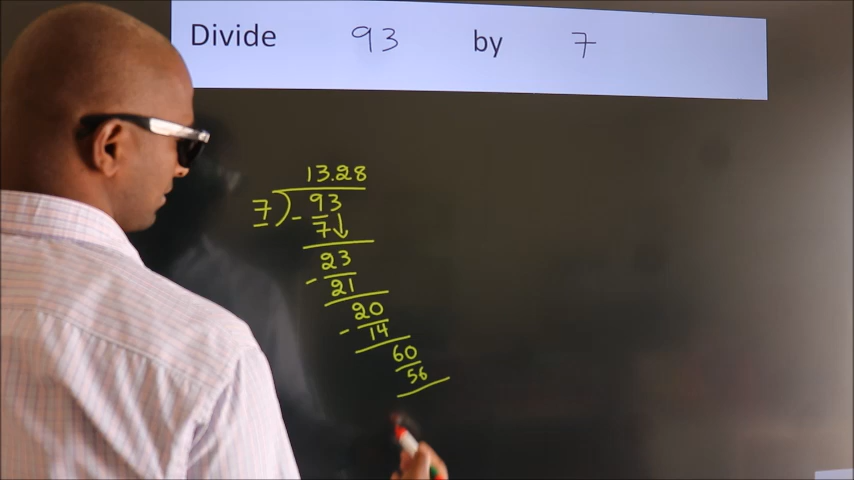 Divide 93 by 7
13.28
7 ) 93
- 7 ↓
23
- 21
20
- 14
60
56